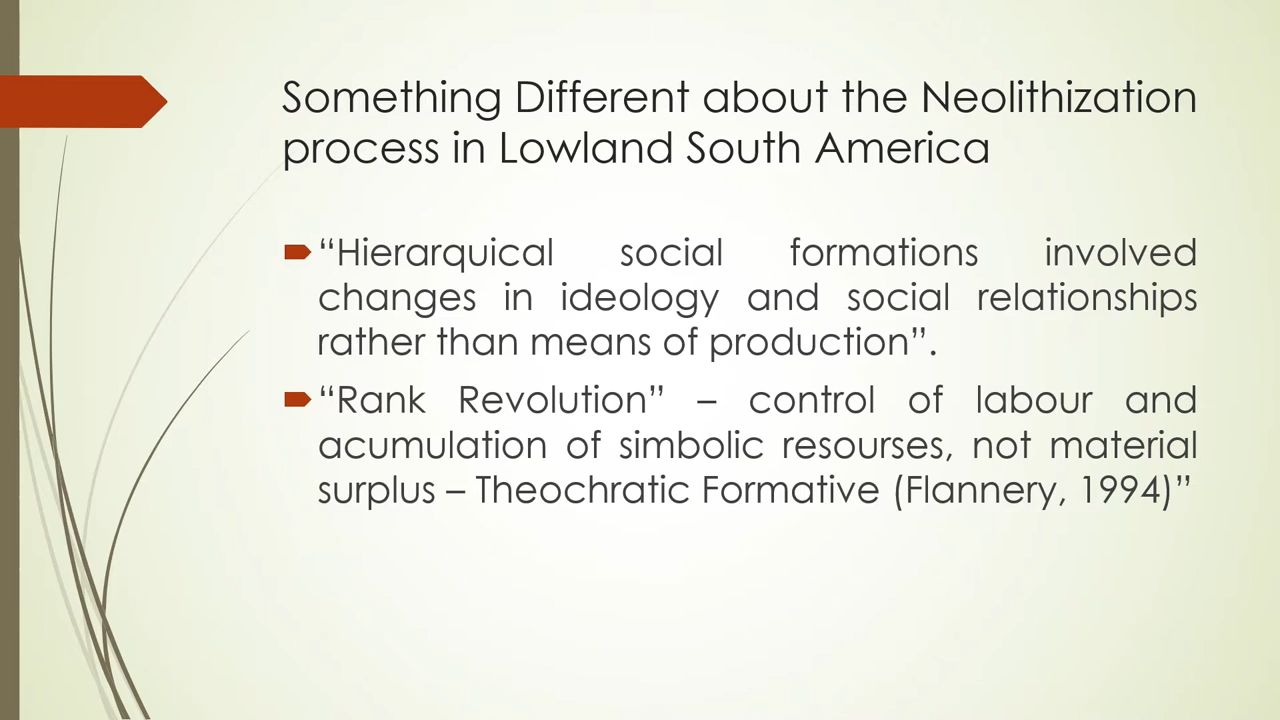 Something Different about the Neolithization
process in Lowland South America
“Hierarquical social formations involved
changes in ideology and social relationships
rather than means of production”.
“Rank Revolution” – control of labour and
acumulation of simbolic resourses, not material
surplus – Theochratic Formative (Flannery, 1994)”